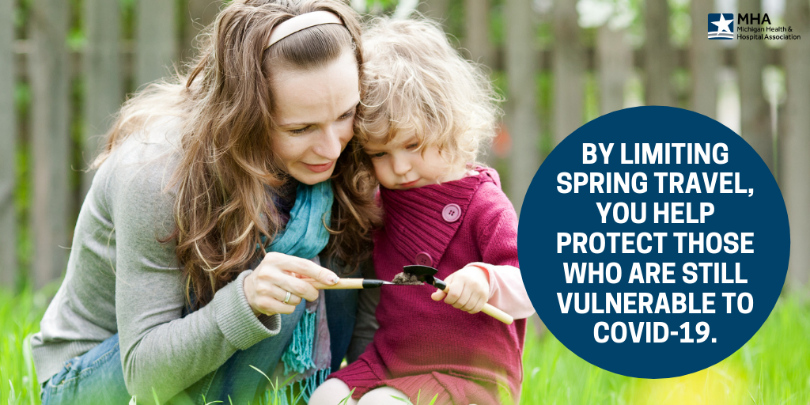 MHA
Michigan Health &
Hospital Association
BY LIMITING
SPRING TRAVEL,
YOU HELP
PROTECT THOSE
WHO ARE STILL
VULNERABLE TO
COVID-19.